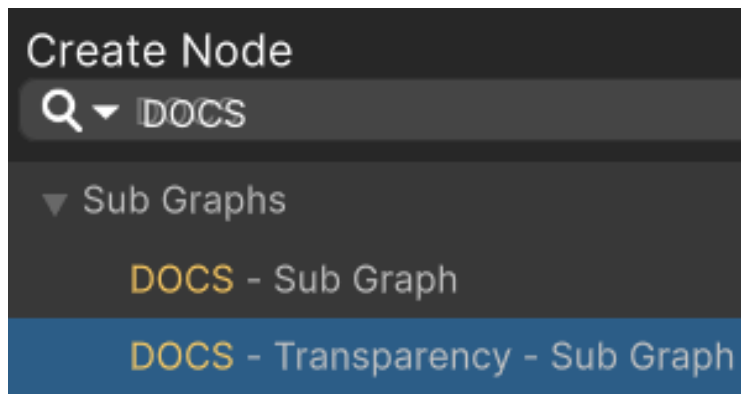 Create Node
DOCS
Sub Graphs
DOCS - Sub Graph
DOCS - Transparency - Sub Graph